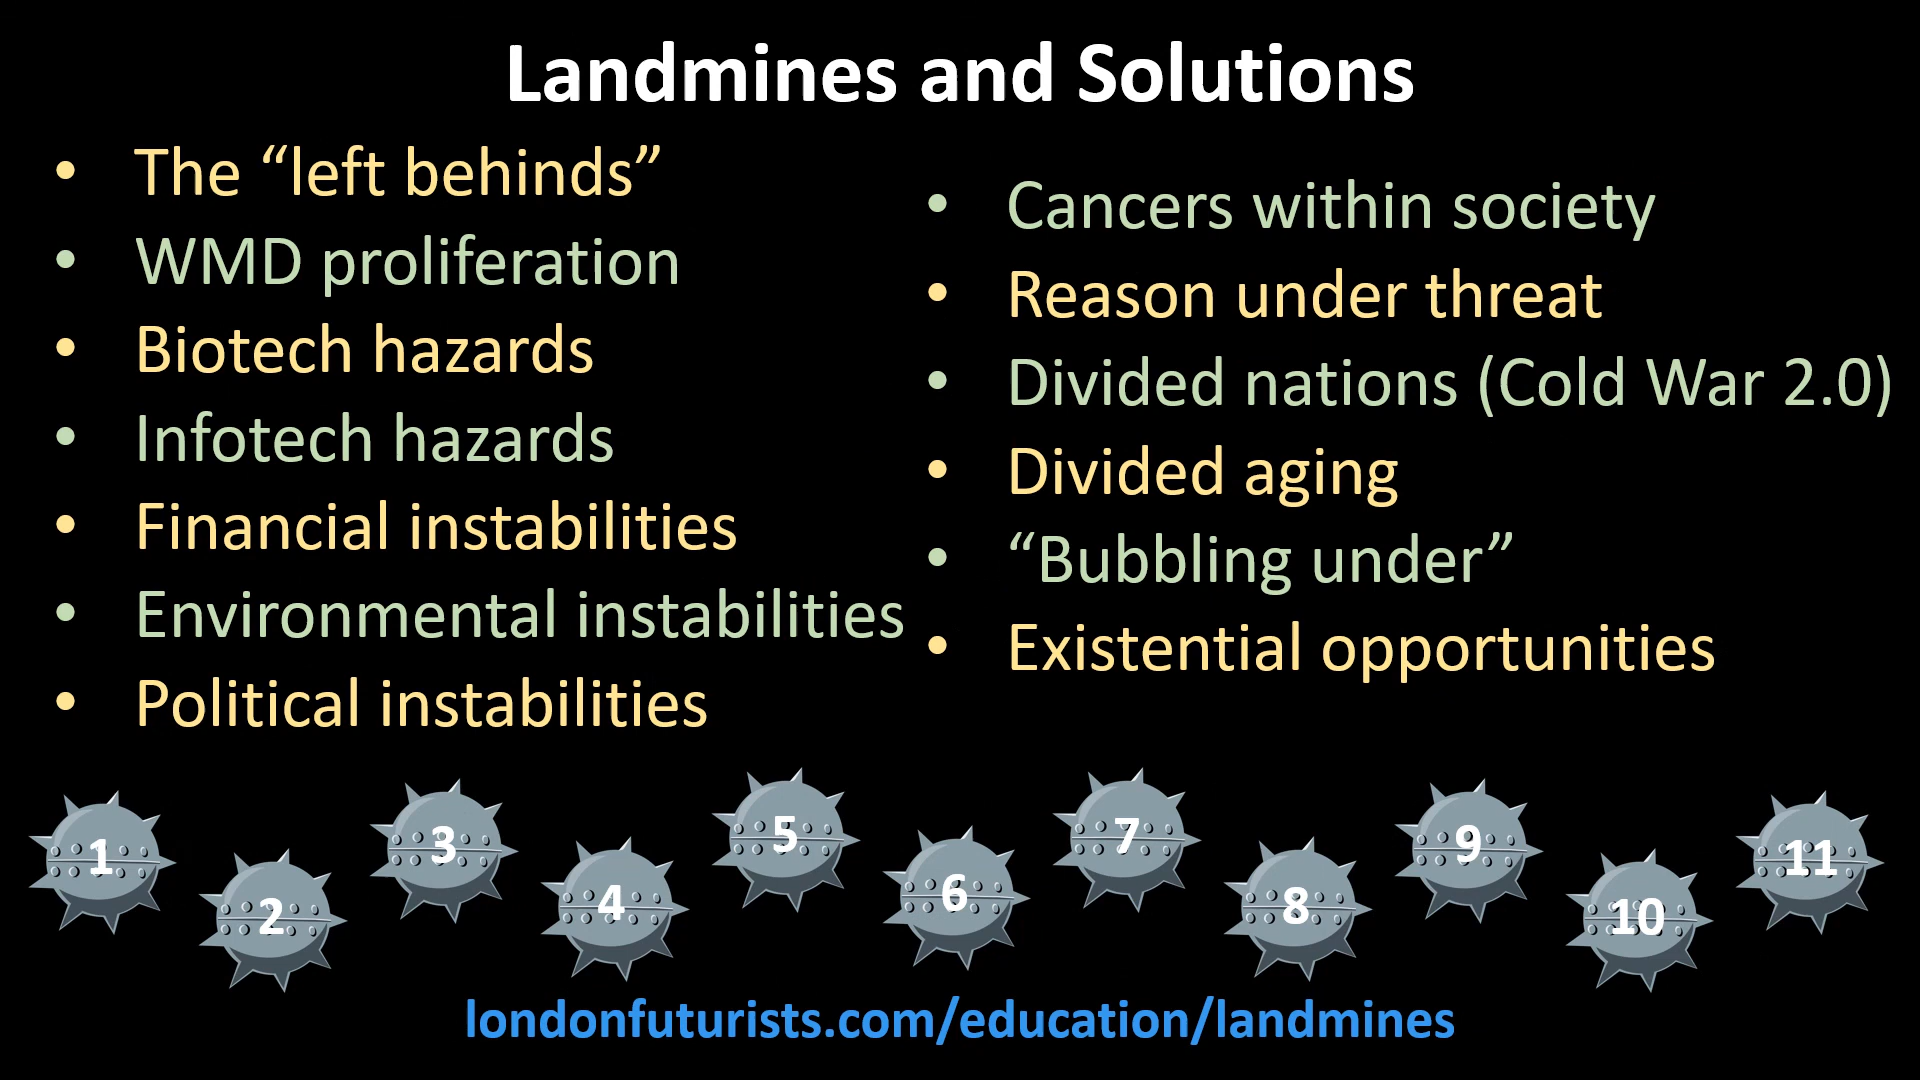 Landmines and Solutions
• The “left behinds”
• WMD proliferation
• Biotech hazards
• Infotech hazards
• Financial instabilities
• Environmental instabilities
• Political instabilities
• Cancers within society
• Reason under threat
• Divided nations (Cold War 2.0)
• Divided aging
• “Bubbling under”
• Existential opportunities
1
2
3
4
5
6
7
8
9
10
11
londonfuturists.com/education/landmines